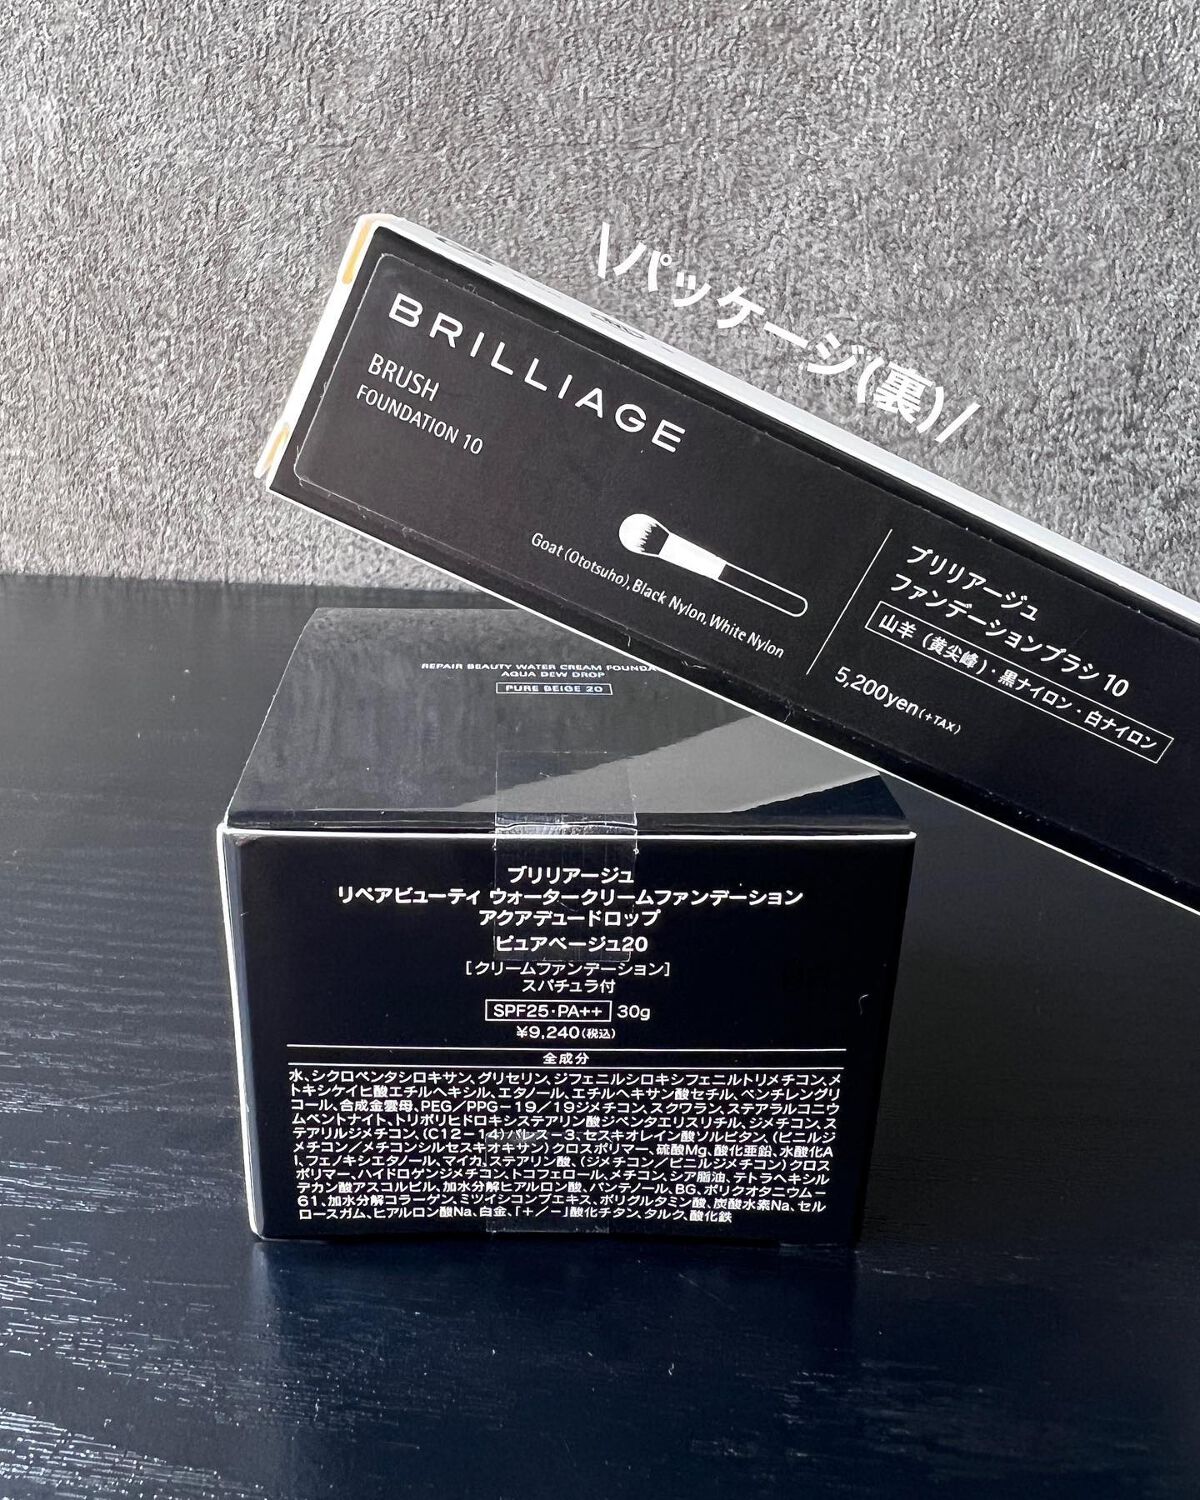 \パッケージ(裏)/
BRILLIAGE
BRUSH
FOUNDATION 10
Goat (Ototsuho), Black Nylon, White Nylon
ブリリアージュ
ファンデーションブラシ 10
山羊 (黄尖峰)・黒ナイロン・白ナイロン
5,200yen(+TAX)
REPAIR BEAUTY WATER CREAM
AQUA DEW DROP
PURE BEIGE 20
ブリリアージュ
リペアビューティ ウォータークリームファンデーション
アクアデュードロップ
ピュアベージュ20
[クリームファンデーション]
スパチュラ付
SPF25・PA++ 30g
¥9,240(税込)
全成分
水、シクロペンタシロキサン、グリセリン、ジフェニルシロキシフェニルトリメチコン、メ
トキシケイヒ酸エチルヘキシル、エタノール、エチルヘキサン酸セチル、ペンチレングリ
コール、合成金雲母、PEG/PPG-19/19ジメチコン、スクワラン、ステアラルコニウ
ムベントナイト、トリポリヒドロキシステアリン酸ジペンタエリスリチル、ジメチコン、ス
テアリルジメチコン、(C12-14)パレス-3、セスキオレイン酸ソルビタン、(ビニルジ
メチコン/メチコンシルセスキオキサン)クロスポリマー、硫酸Mg、酸化亜鉛、水酸化A
l、フェノキシエタノール、マイカ、ステアリン酸、(ジメチコン/ビニルジメチコン)クロス
ポリマー、ハイドロゲンジメチコン、トコフェロール、メチコン、シア脂油、テトラヘキシル
デカン酸アスコルビル、加水分解ヒアルロン酸、パンテノール、BG、ポリクオタニウム-
61、加水分解コラーゲン、ミツイシコンブエキス、ポリグルタミン酸、炭酸水素Na、セル
ロースガム、ヒアルロン酸Na、白金、「+/-」酸化チタン、タルク、酸化鉄